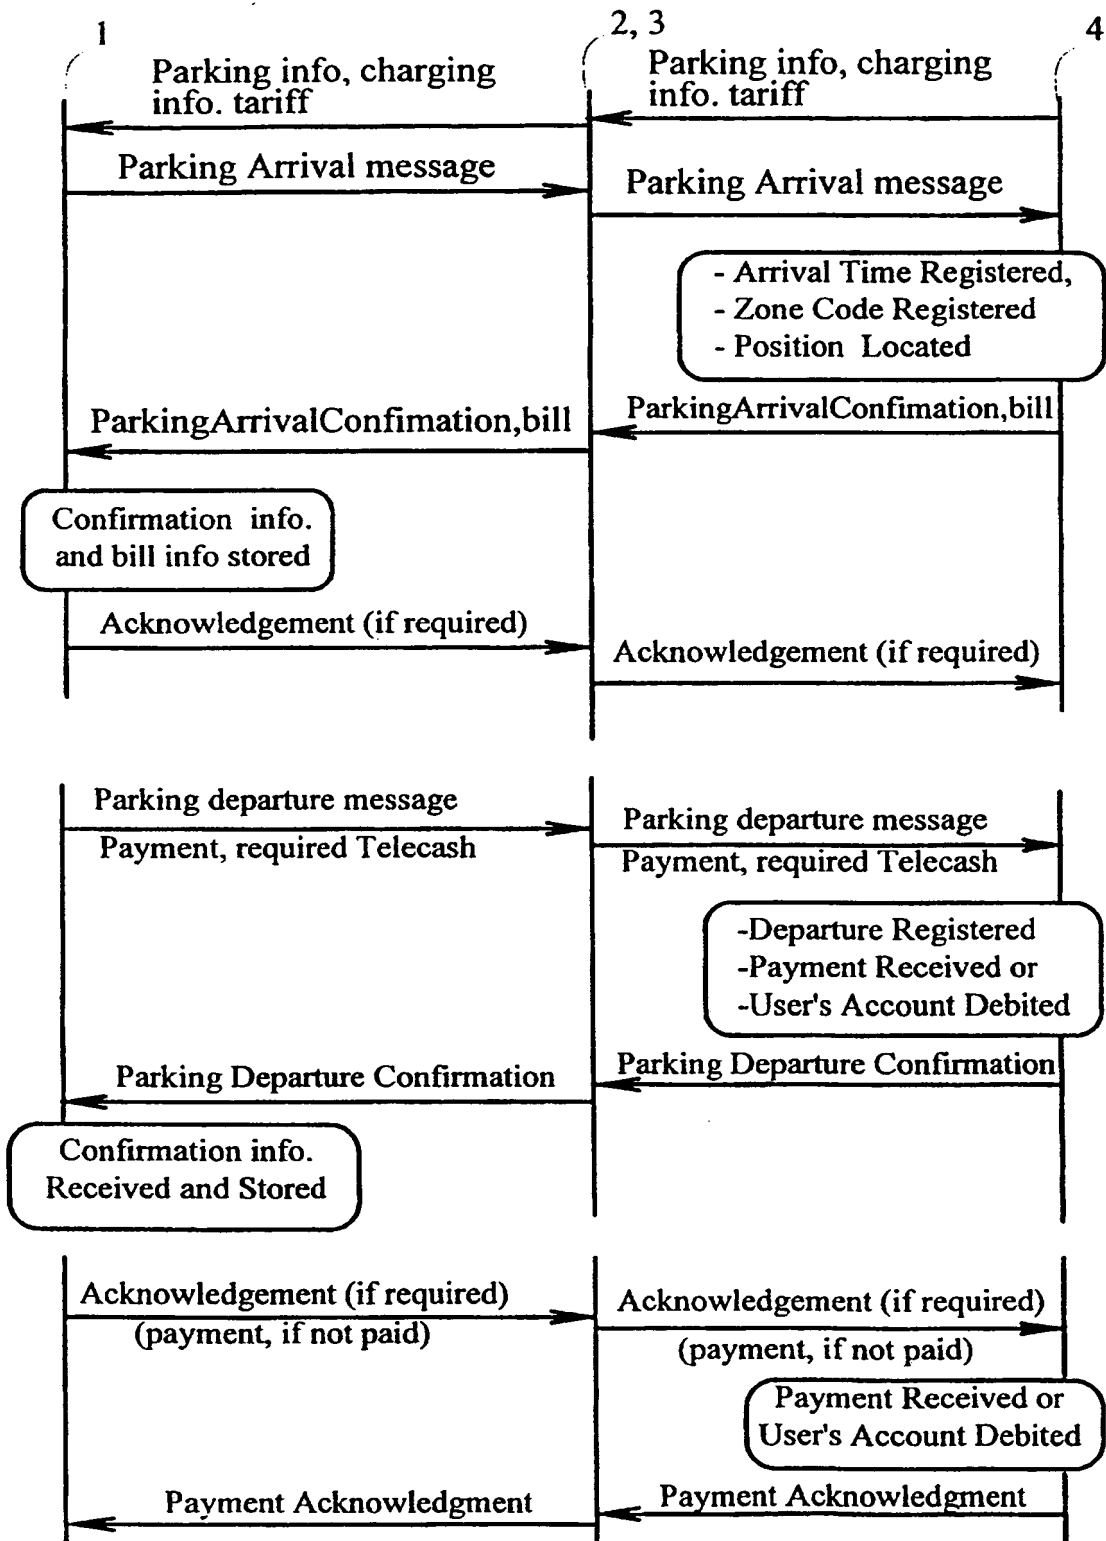 1
2, 3
4
Parking info, charging
info. tariff
Parking info, charging
info. tariff
Parking Arrival message
Parking Arrival message
- Arrival Time Registered,
- Zone Code Registered
- Position Located
ParkingArrivalConfimation,bill
ParkingArrivalConfimation,bill
Confirmation info.
and bill info stored
Acknowledgement (if required)
Acknowledgement (if required)
Parking departure message
Payment, required Telecash
Parking departure message
Payment, required Telecash
-Departure Registered
-Payment Received or
-User's Account Debited
Parking Departure Confirmation
Parking Departure Confirmation
Confirmation info.
Received and Stored
Acknowledgement (if required)
(payment, if not paid)
Acknowledgement (if required)
(payment, if not paid)
Payment Received or
User's Account Debited
Payment Acknowledgment
Payment Acknowledgment